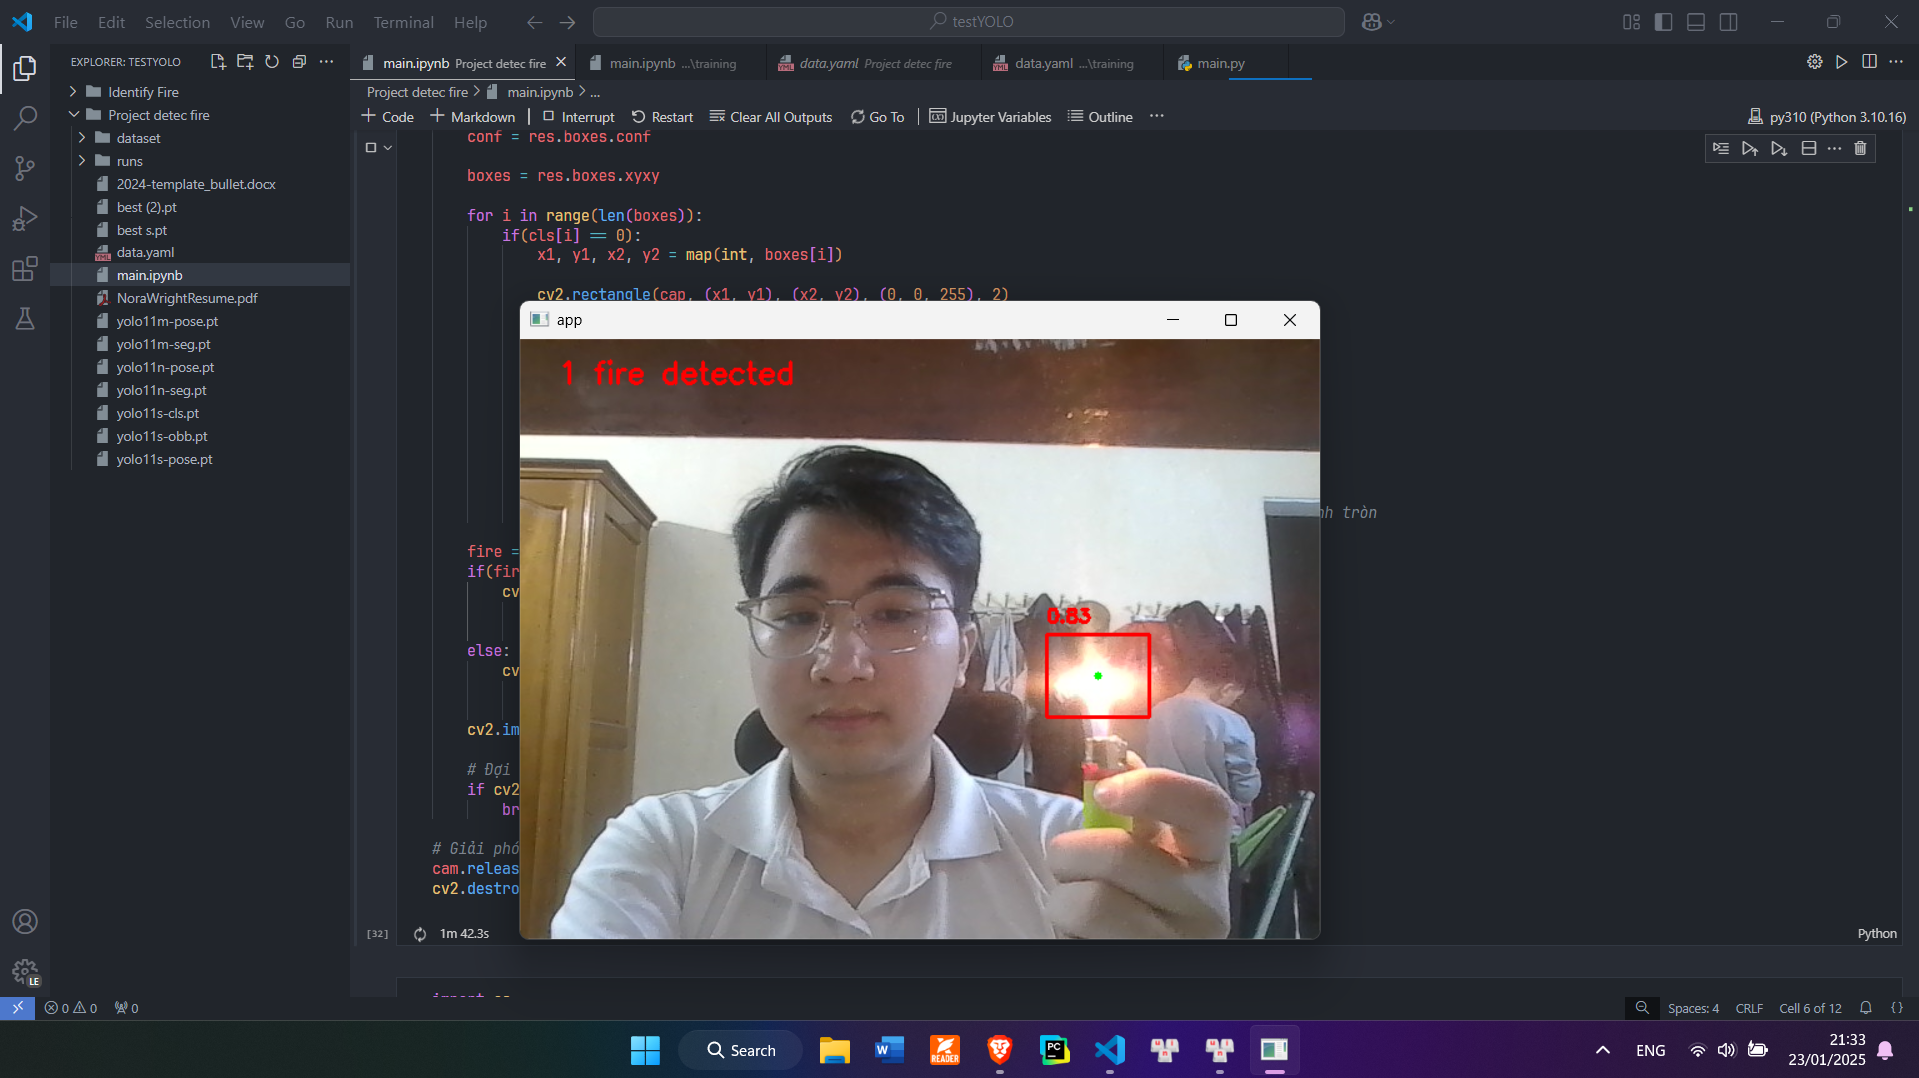 File Edit Selection View Go Run Terminal Help
testYOLO
EXPLORER: TESTYOLO
Identify Fire
Project detec fire
dataset
runs
2024-template_bullet.docx
best (2).pt
best s.pt
data.yaml
main.ipynb
NoraWrightResume.pdf
yolo11m-pose.pt
yolo11m-seg.pt
yolo11n-pose.pt
yolo11n-seg.pt
yolo11s-cls.pt
yolo11s-obb.pt
yolo11s-pose.pt
main.ipynb Project detec fire
main.ipynb ...\training
data.yaml Project detec fire
data.yaml ...\training
main.py
Project detec fire > main.ipynb > ...
Code Markdown Interrupt Restart Clear All Outputs Go To Jupyter Variables Outline ...
py310 (Python 3.10.16)
conf = res.boxes.conf
boxes = res.boxes.xyxy
for i in range(len(boxes)):
if(cls[i] == 0):
x1, y1, x2, y2 = map(int, boxes[i])
cv2.rectangle(cap, (x1, y1), (x2, y2), (0, 0, 255), 2)
app
1 fire detected
nh tròn
fire =
if(fir
cv
0.83
else:
cv
cv2.im
# Đợi
if cv2
br
# Giải phó
cam.releas
cv2.destro
[32]
1m 42.3s
Python
LE
0 0 0
Spaces: 4 CRLF Cell 6 of 12
Search
W
READER
PC
ENG
21:33
23/01/2025